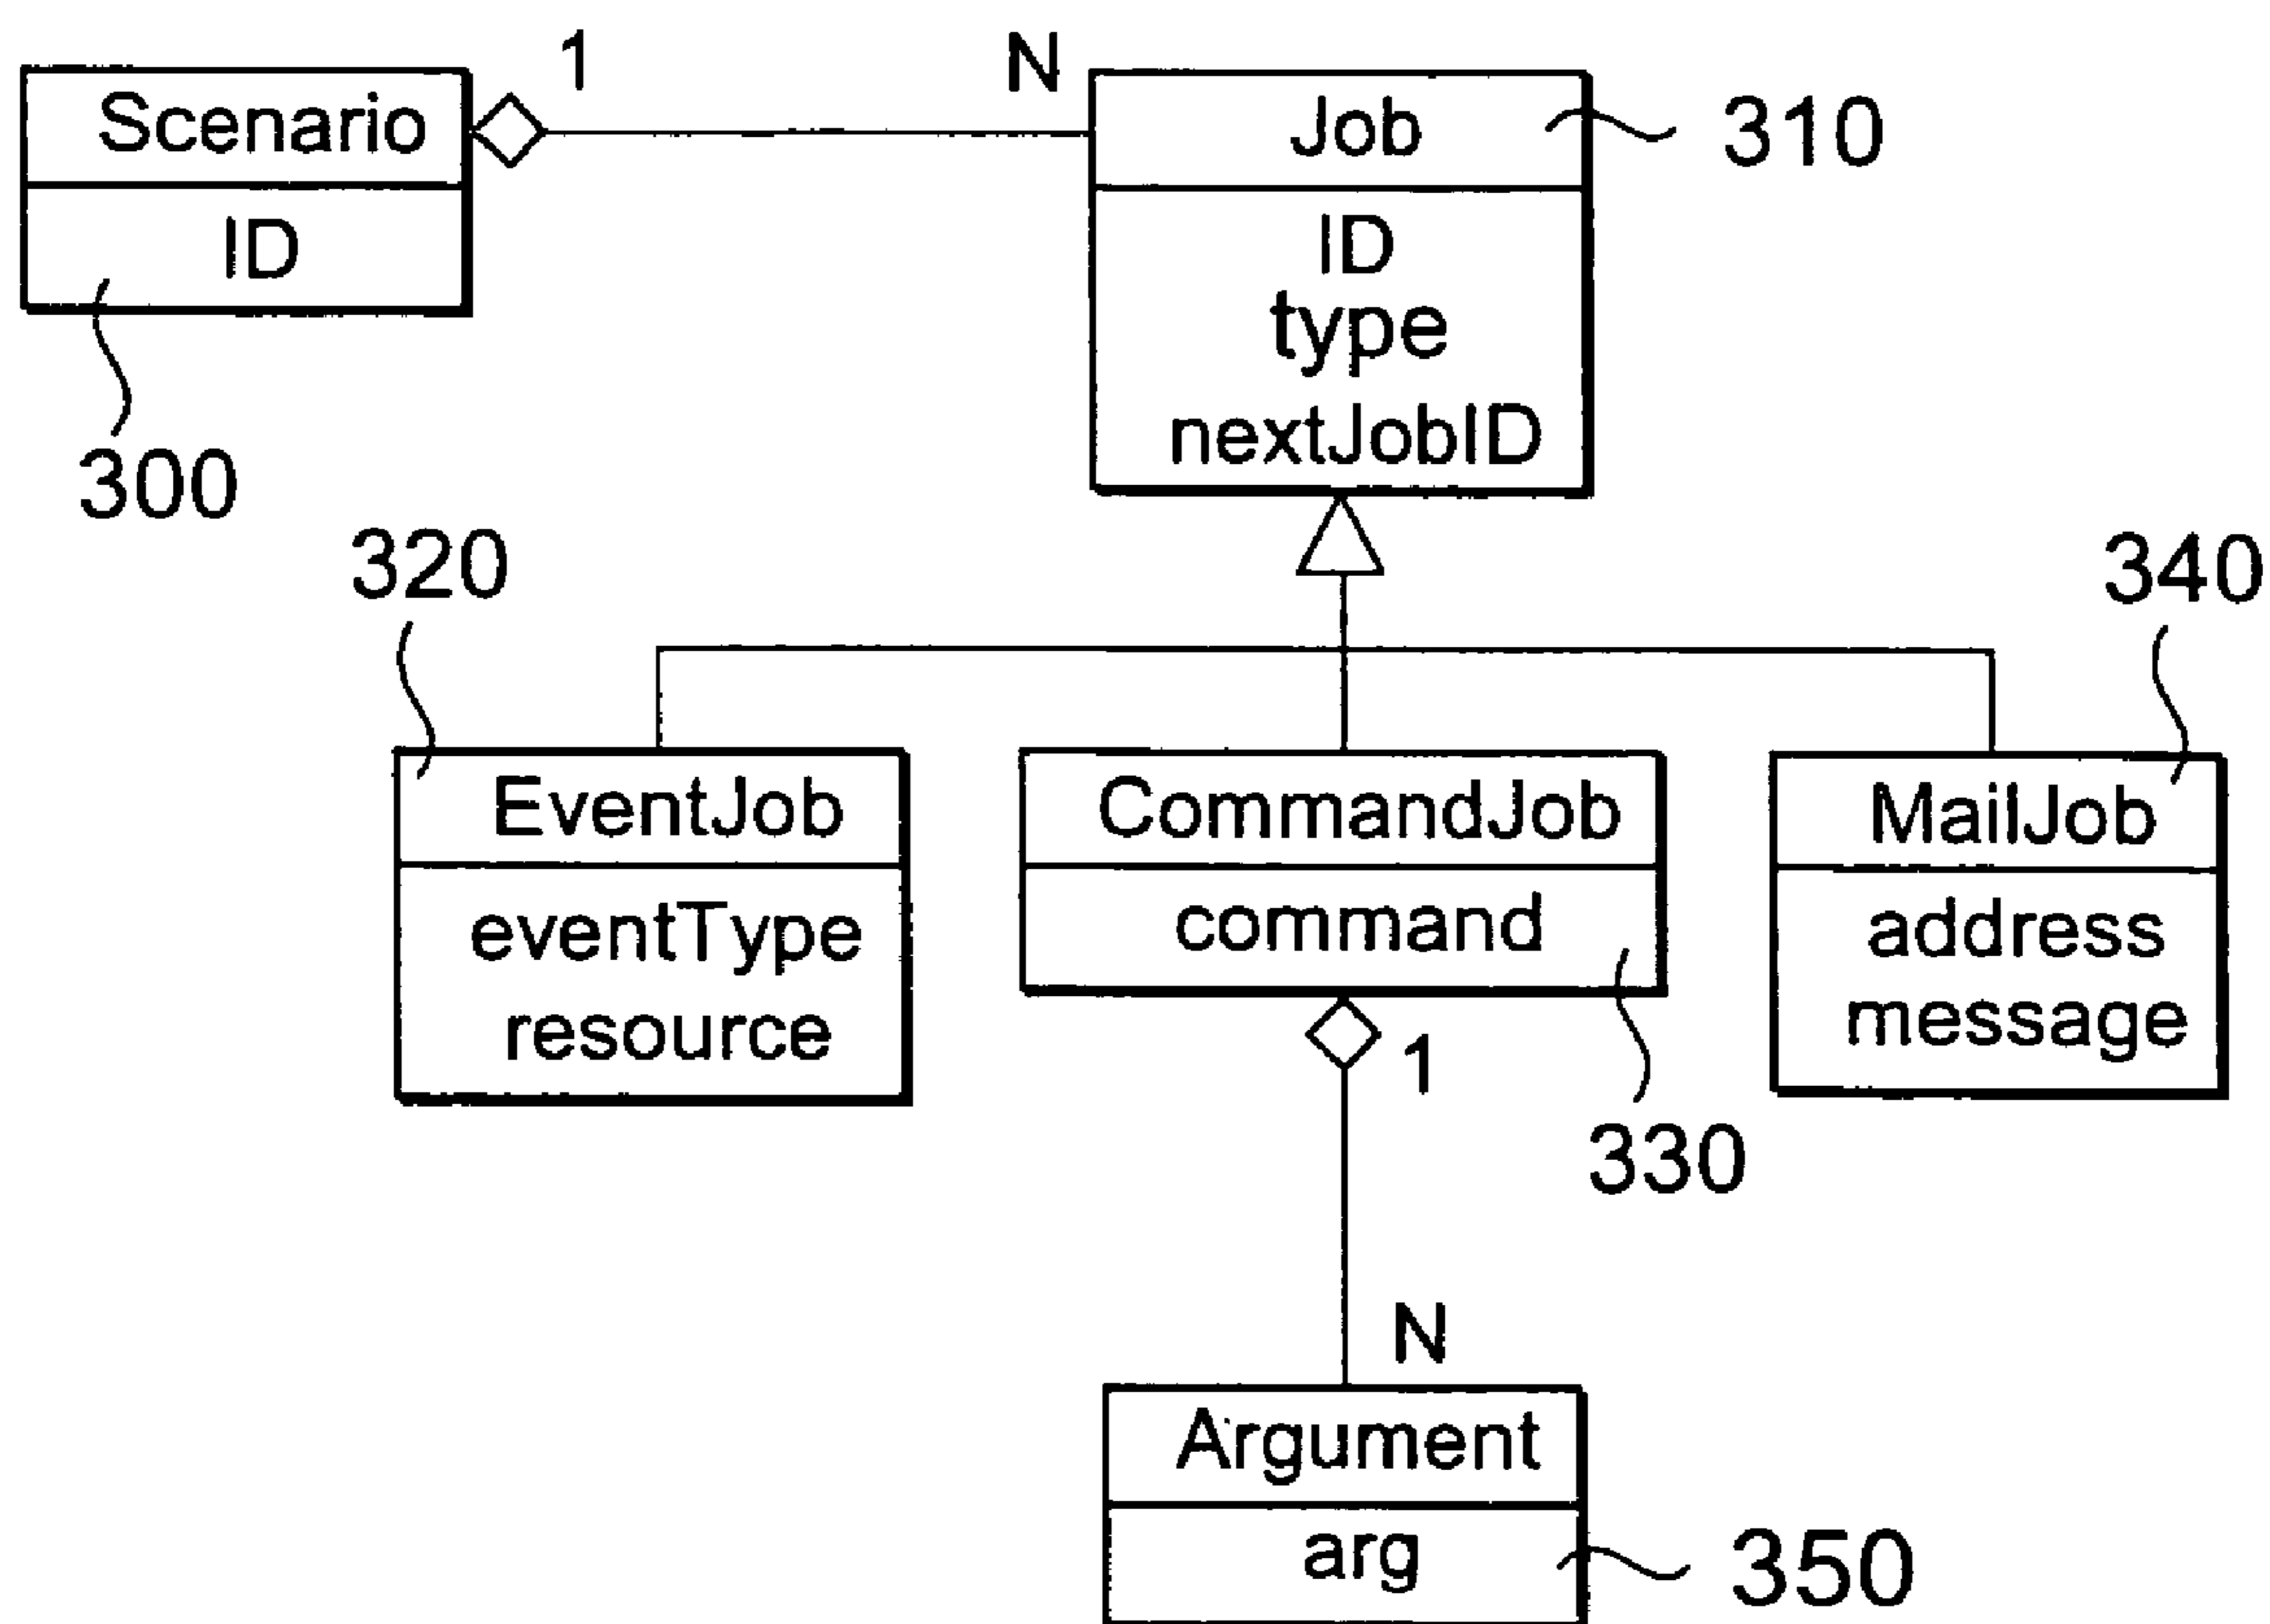 1
N
Scenario
ID
300
Job
310
ID
type
nextJobID
320
340
EventJob
eventType
resource
CommandJob
command
1
330
MailJob
address
message
N
Argument
arg
350